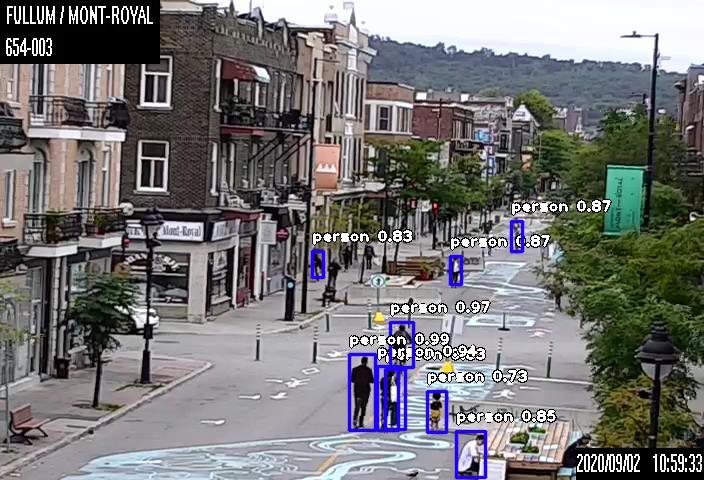 FULLUM / MONT-ROYAL
654-003
person 0.87
person 0.83
0.87
person 0.97
person 0.99
person 0.73
person 0.85
Mont-Royal
MONT-ROYAL
2020/09/02 10:59:33